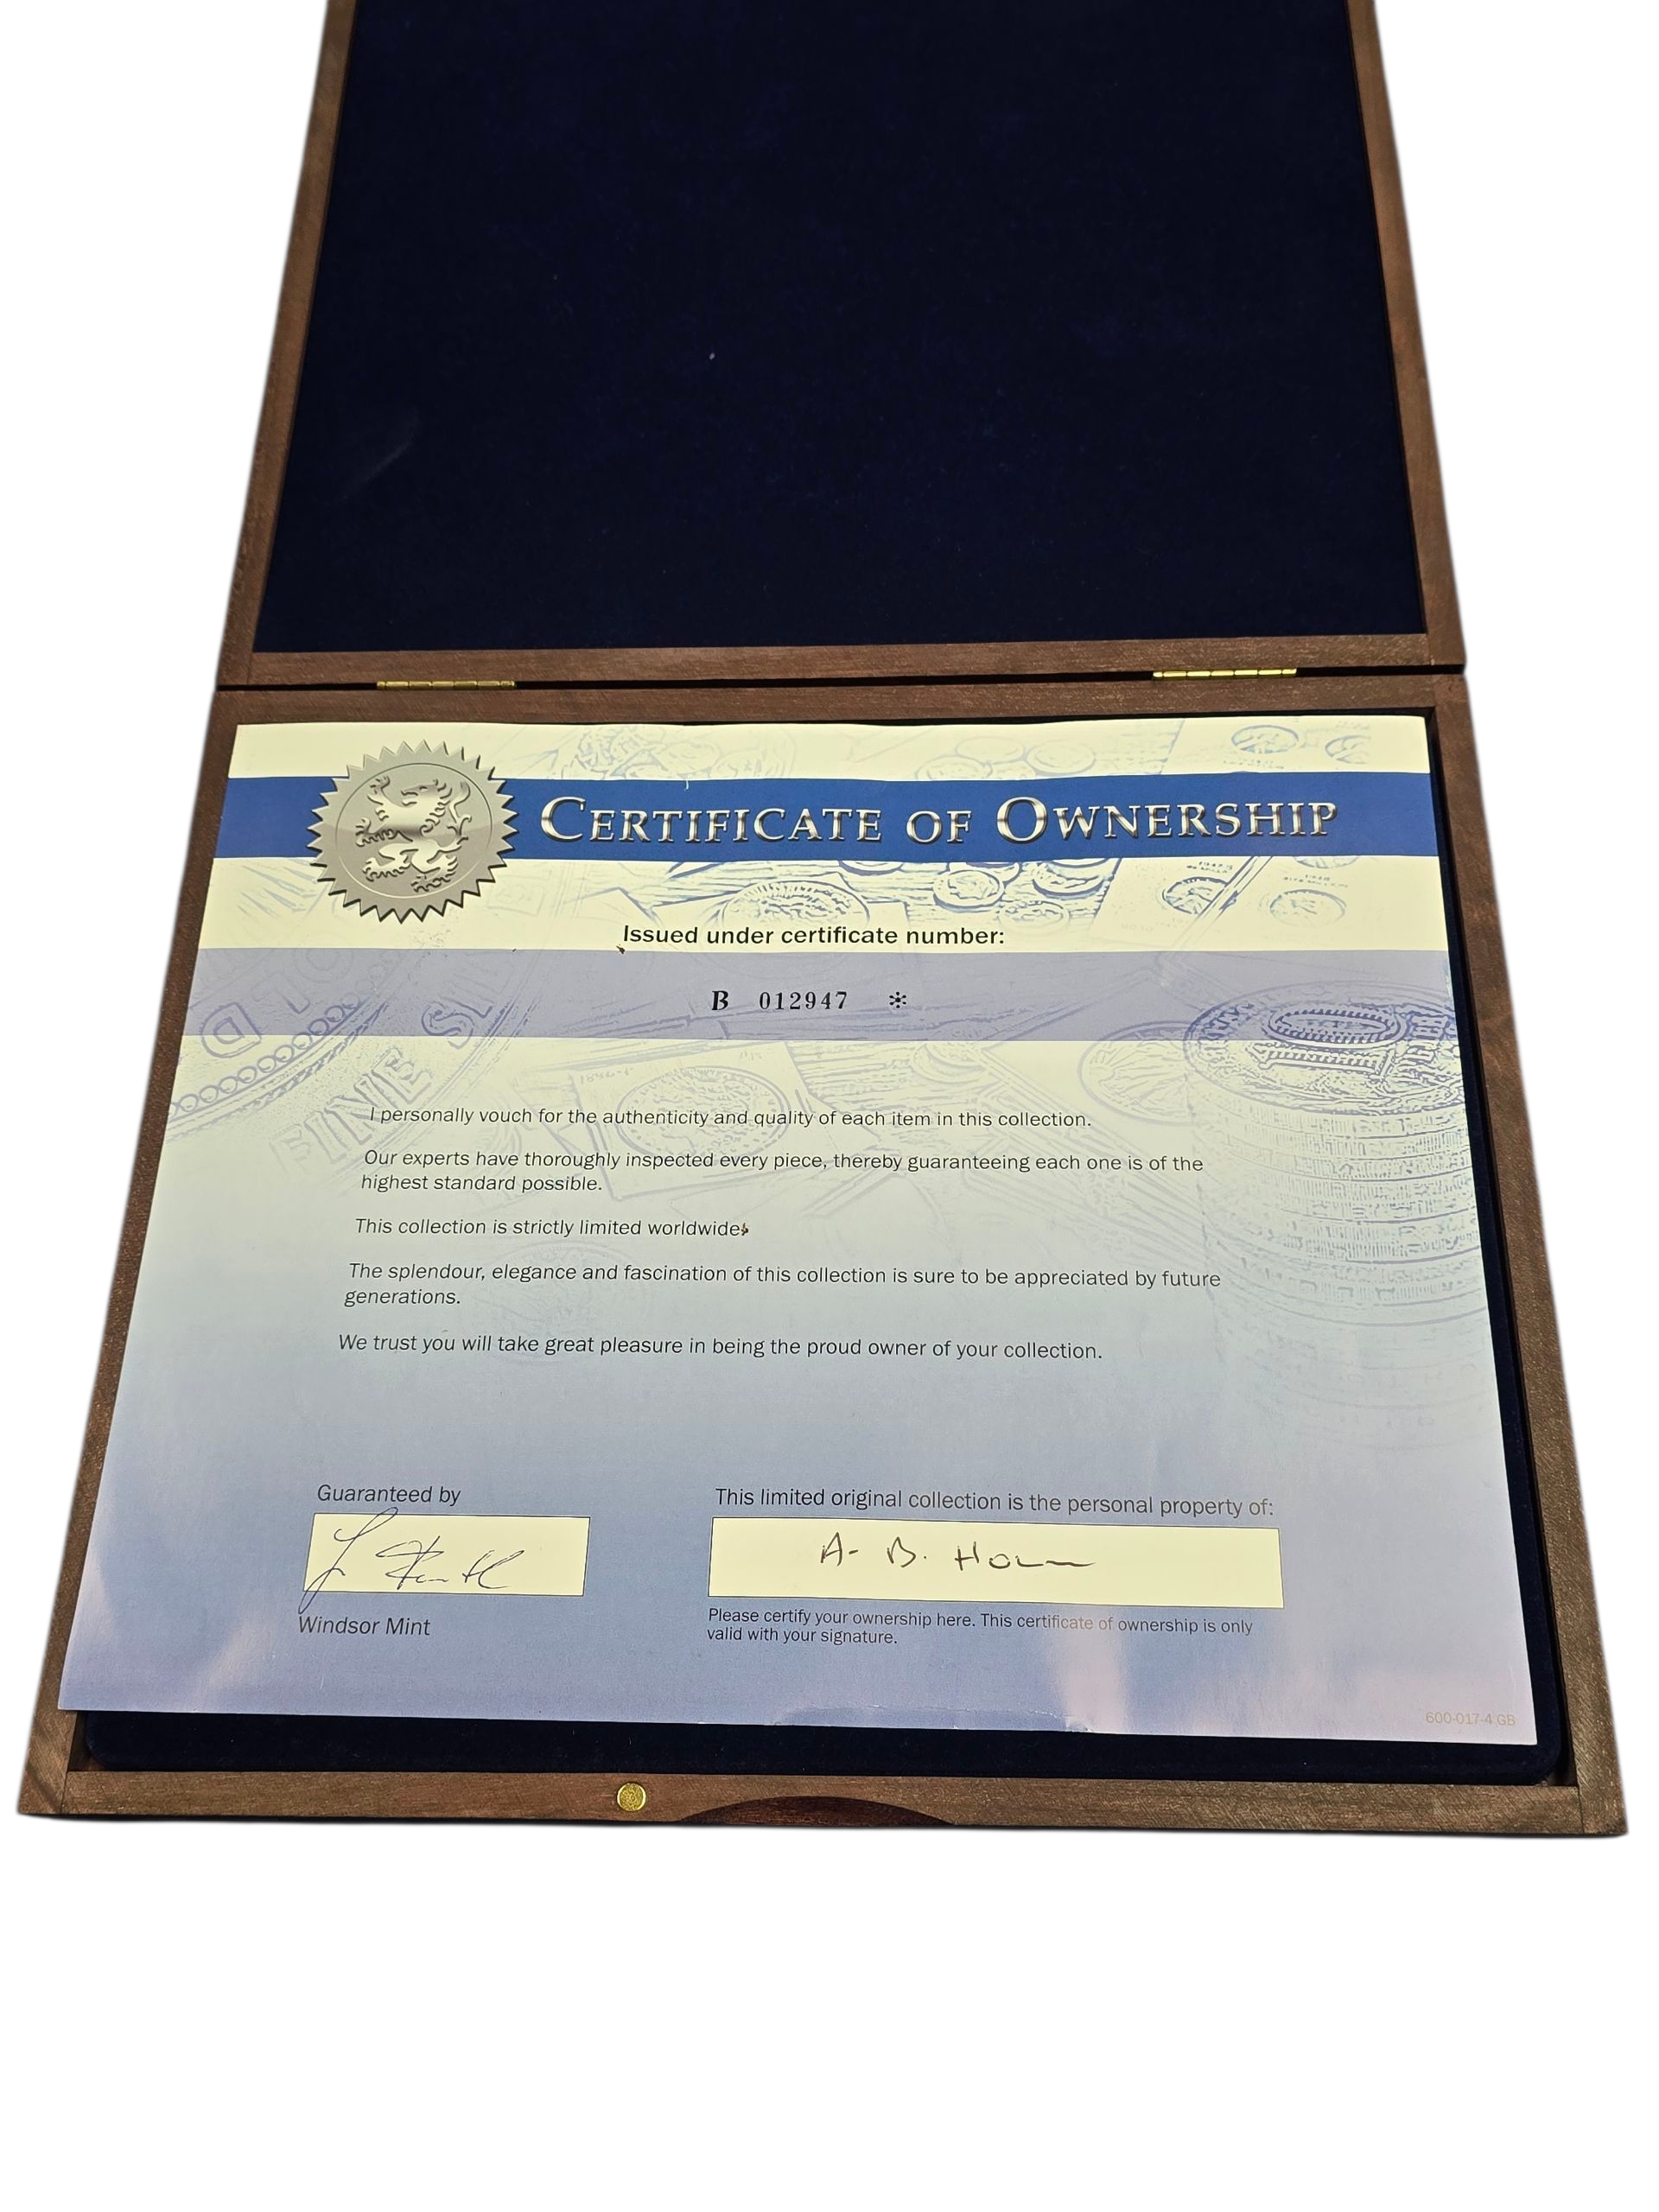 CERTIFICATE OF OWNERSHIP
Issued under certificate number:
B 012947 *
FINE
I personally vouch for the authenticity and quality of each item in this collection.
Our experts have thoroughly inspected every piece, thereby guaranteeing each one is of the
highest standard possible.
This collection is strictly limited worldwide.
The splendour, elegance and fascination of this collection is sure to be appreciated by future
generations.
We trust you will take great pleasure in being the proud owner of your collection.
Guaranteed by
Windsor Mint
This limited original collection is the personal property of:
A. B.
Please certify your ownership here. This certificate of ownership is only
valid with your signature.
600-017-4 GB